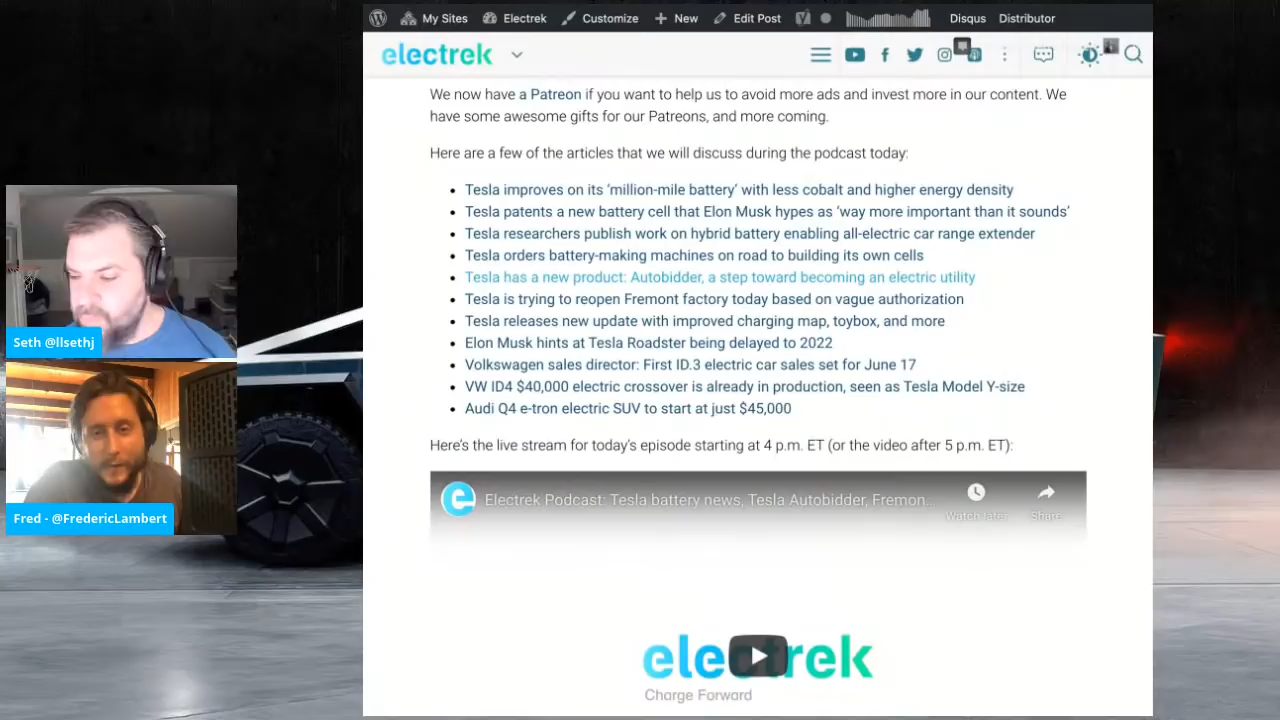 My Sites
Electrek
Customize
New
Edit Post
Disqus
Distributor
electrek
We now have a Patreon if you want to help us to avoid more ads and invest more in our content. We
have some awesome gifts for our Patreons, and more coming.
Here are a few of the articles that we will discuss during the podcast today:
Tesla improves on its ‘million-mile battery’ with less cobalt and higher energy density
Tesla patents a new battery cell that Elon Musk hypes as ‘way more important than it sounds’
Tesla researchers publish work on hybrid battery enabling all-electric car range extender
Tesla orders battery-making machines on road to building its own cells
Tesla has a new product: Autobidder, a step toward becoming an electric utility
Tesla is trying to reopen Fremont factory today based on vague authorization
Tesla releases new update with improved charging map, toybox, and more
Elon Musk hints at Tesla Roadster being delayed to 2022
Volkswagen sales director: First ID.3 electric car sales set for June 17
VW ID4 $40,000 electric crossover is already in production, seen as Tesla Model Y-size
Audi Q4 e-tron electric SUV to start at just $45,000
Here’s the live stream for today’s episode starting at 4 p.m. ET (or the video after 5 p.m. ET):
Electrek Podcast: Tesla battery news, Tesla Autobidder, Fremon...
Watch later
Share
electrek
Charge Forward
Seth @llsethj
Fred - @FredericLambert